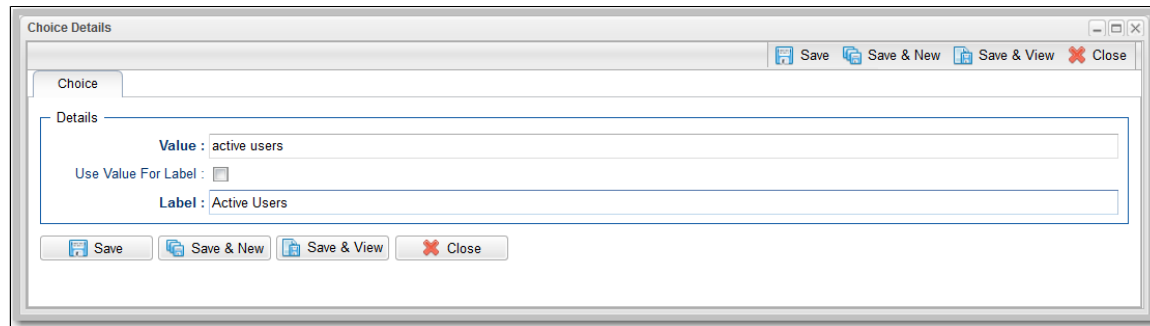 Choice Details
Save Save & New Save & View Close
Choice
Details
Value : active users
Use Value For Label :
Label : Active Users
Save Save & New Save & View Close